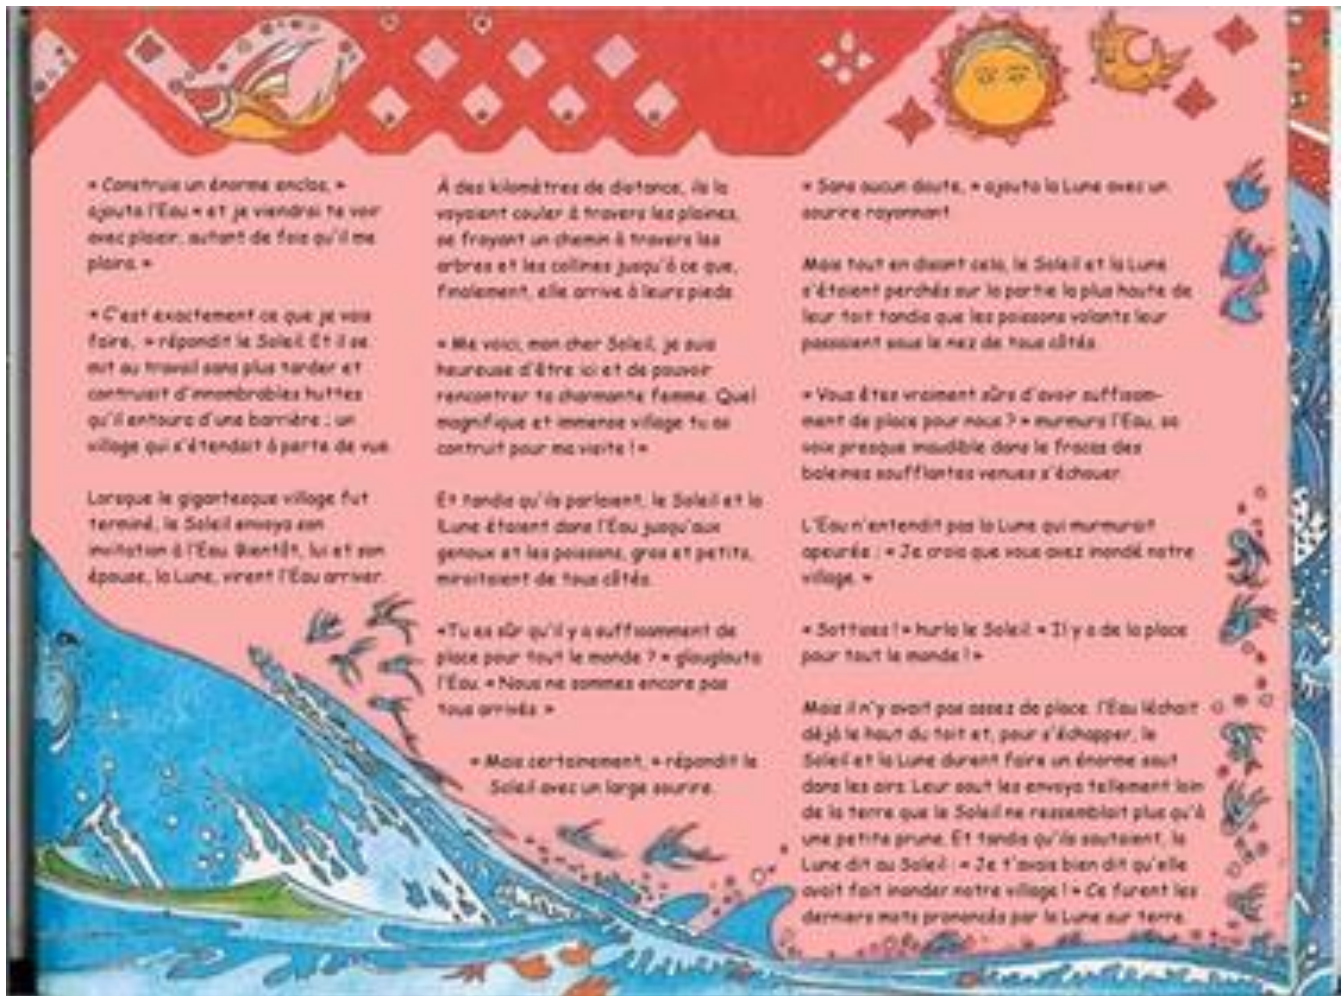 « Construis un énorme enclos, »
ajouta l'Eau « et je viendrai te voir
avec plaisir, autant de fois qu'il me
plaira. »
« C'est exactement ce que je vais
faire, » répondit le Soleil. Et il se
mit au travail sans plus tarder et
contruisit d'innombrables huttes
qu'il entoura d'une barrière ; un
village qui s'étendait à perte de vue.
Lorsque le gigantesque village fut
terminé, le Soleil envoya son
invitation à l'Eau. Bientôt, lui et son
épouse, la Lune, virent l'Eau arriver.
À des kilomètres de distance, ils la
voyaient couler à travers les plaines,
se frayant un chemin à travers les
arbres et les collines jusqu'à ce que,
finalement, elle arrive à leurs pieds.
« Me voici, mon cher Soleil, je suis
heureuse d'être ici et de pouvoir
rencontrer ta charmante femme. Quel
magnifique et immense village tu as
contruit pour ma visite ! »
Et tandis qu'ils parlaient, le Soleil et la
Lune étaient dans l'Eau jusqu'aux
genoux et les poissons, gros et petits,
miroitaient de tous côtés.
«Tu es sûr qu'il y a suffisamment de
place pour tout le monde ? » glouglouta
l'Eau. « Nous ne sommes encore pas
tous arrivés. »
« Mais certainement, » répondit le
Soleil avec un large sourire.
« Sans aucun doute, » ajouta la Lune avec un
sourire rayonnant.
Mais tout en disant cela, le Soleil et la Lune
s'étaient perchés sur la partie la plus haute de
leur toit tandis que les poissons volants leur
passaient sous le nez de tous côtés.
« Vous êtes vraiment sûrs d'avoir suffisam-
ment de place pour nous ? » murmura l'Eau, sa
voix presque inaudible dans le fracas des
baleines soufflantes venues s'échouer.
L'Eau n'entendit pas la Lune qui murmurait
apeurée : « Je crois que vous avez inondé notre
village. »
« Sottises ! » hurla le Soleil. « Il y a de la place
pour tout le monde ! »
Mais il n'y avait pas assez de place. l'Eau léchait
déjà le haut du toit et, pour s'échapper, le
Soleil et la Lune durent faire un énorme saut
dans les airs. Leur saut les envoya tellement loin
de la terre que le Soleil ne ressemblait plus qu'à
une petite prune. Et tandis qu'ils sautaient, la
Lune dit au Soleil : « Je t'avais bien dit qu'elle
avait fait inonder notre village ! » Ce furent les
derniers mots prononcés par la Lune sur terre.